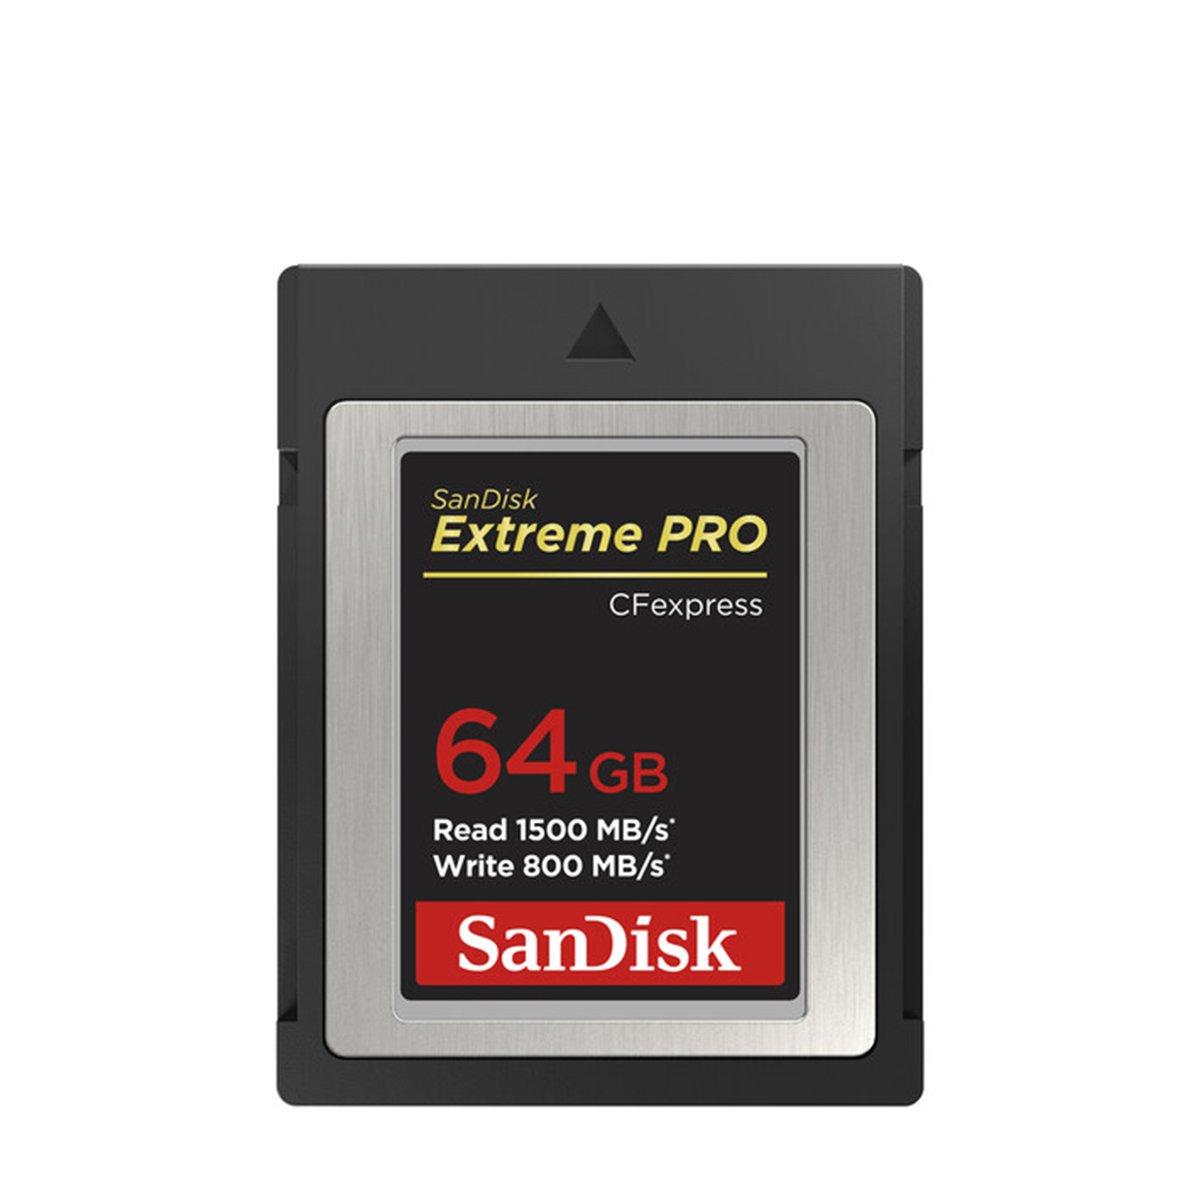 SanDisk
Extreme PRO
CFexpress
64 GB
Read 1500 MB/s*
Write 800 MB/s*
SanDisk